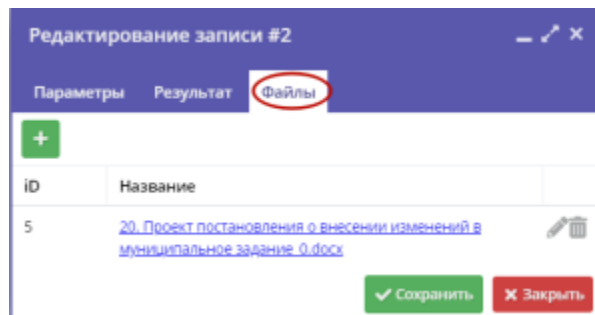 Редактирование записи #2
Параметры Результат Файлы
iD Название
5 20. Проект постановления о внесении изменений в
муниципальное задание_0.docx
Сохранить Закрыть